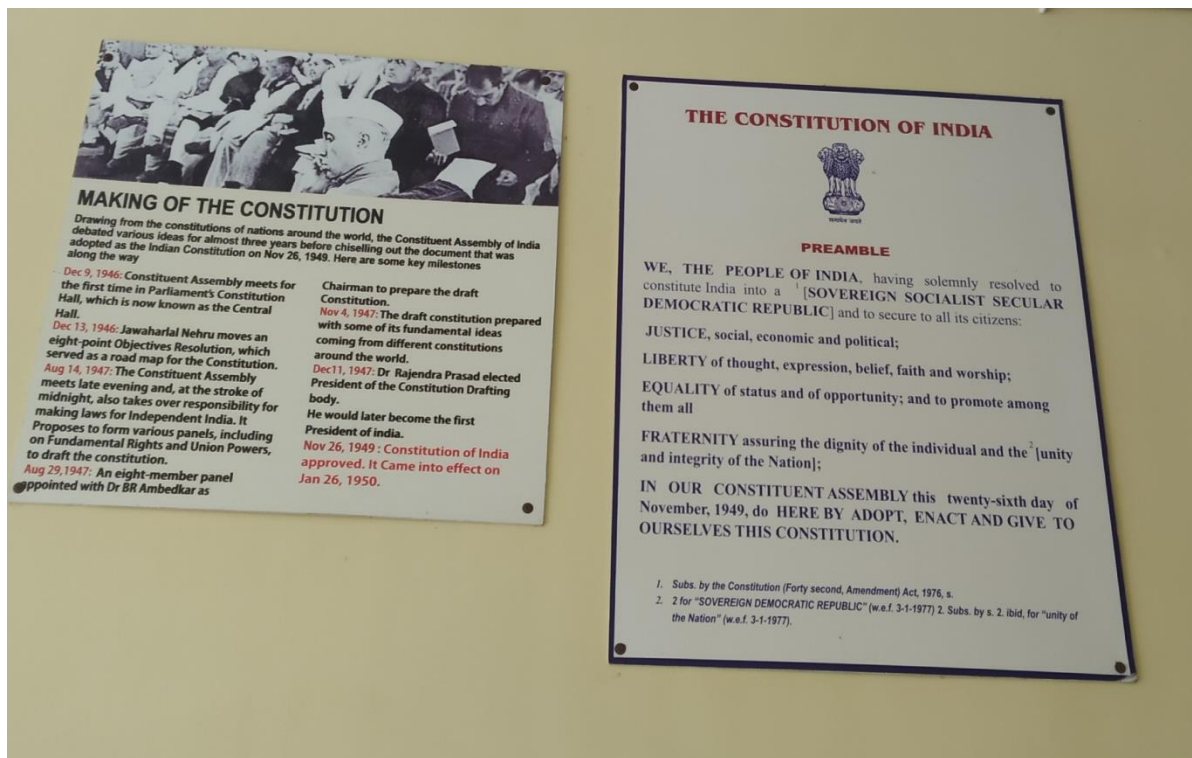 MAKING OF THE CONSTITUTION
Drawing from the constitutions of nations around the world, the Constituent Assembly of India
debated various ideas for almost three years before chiselling out the document that was
adopted as the Indian Constitution on Nov 26, 1949. Here are some key milestones
along the way
Dec 9, 1946: Constituent Assembly meets for
the first time in Parliament's Constitution
Hall, which is now known as the Central
Hall.
Dec 13, 1946: Jawaharlal Nehru moves an
eight-point Objectives Resolution, which
served as a road map for the Constitution.
Aug 14, 1947: The Constituent Assembly
meets late evening and, at the stroke of
midnight, also takes over responsibility for
making laws for Independent India. It
Proposes to form various panels, including
on Fundamental Rights and Union Powers,
to draft the constitution.
Aug 29,1947: An eight-member panel
appointed with Dr BR Ambedkar as
Chairman to prepare the draft
Constitution.
Nov 4, 1947: The draft constitution prepared
with some of its fundamental ideas
coming from different constitutions
around the world.
Dec11, 1947: Dr Rajendra Prasad elected
President of the Constitution Drafting
body.
He would later become the first
President of india.
Nov 26, 1949 : Constitution of India
approved. It Came into effect on
Jan 26, 1950.
THE CONSTITUTION OF INDIA
सत्यमेव जयते
PREAMBLE
WE, THE PEOPLE OF INDIA, having solemnly resolved to
constitute India into a 1[SOVEREIGN SOCIALIST SECULAR
DEMOCRATIC REPUBLIC] and to secure to all its citizens:
JUSTICE, social, economic and political;
LIBERTY of thought, expression, belief, faith and worship;
EQUALITY of status and of opportunity; and to promote among
them all
FRATERNITY assuring the dignity of the individual and the 2[unity
and integrity of the Nation];
IN OUR CONSTITUENT ASSEMBLY this twenty-sixth day of
November, 1949, do HERE BY ADOPT, ENACT AND GIVE TO
OURSELVES THIS CONSTITUTION.
1. Subs. by the Constitution (Forty second, Amendment) Act, 1976, s.
2. 2 for "SOVEREIGN DEMOCRATIC REPUBLIC" (w.e.f. 3-1-1977) 2. Subs. by s. 2. ibid, for "unity of
the Nation" (w.e.f. 3-1-1977).